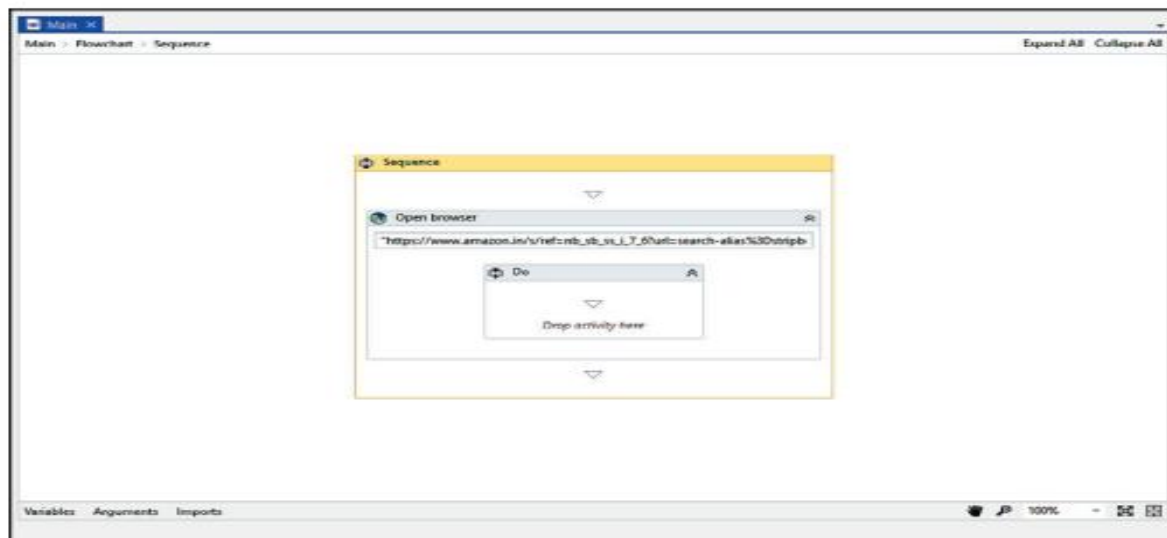 Main
Main > Flowchart > Sequence Expand All Collapse All
Sequence
Open browser
"https://www.amazon.in/s/ref=nb_sb_ss_i_7_6?url=search-alias%3Dstripb
Do
Drop activity here
Variables Arguments Imports 100%